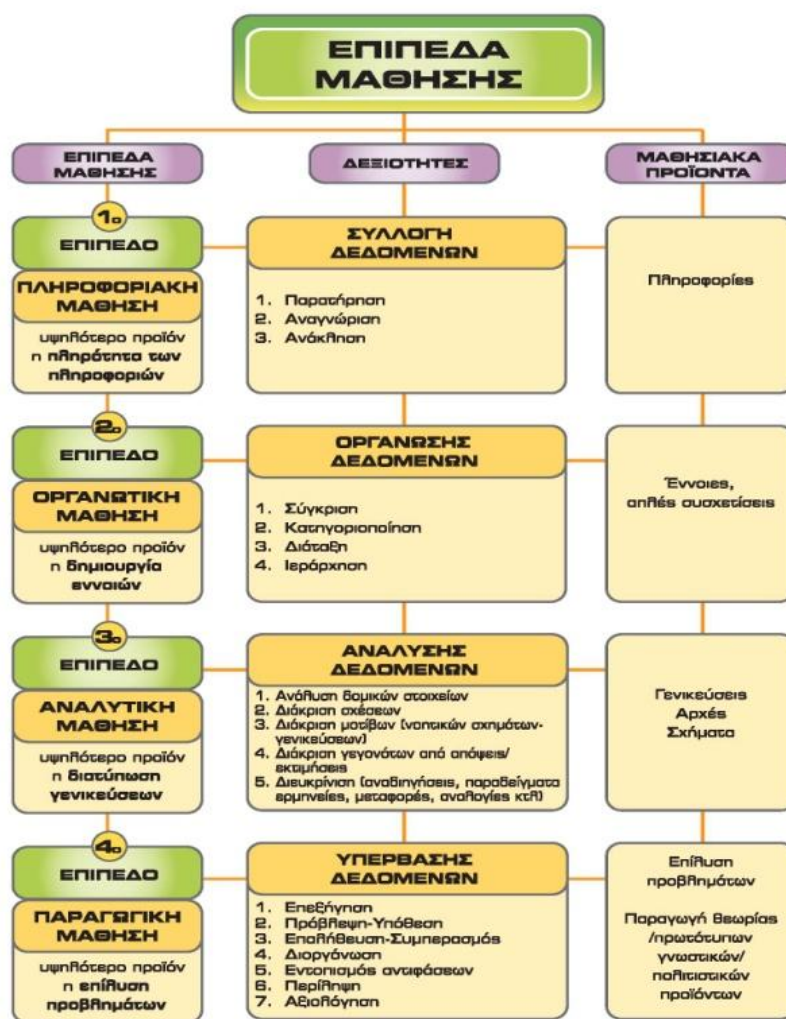 ΕΠΙΠΕΔΑ
ΜΑΘΗΣΗΣ
ΕΠΙΠΕΔΑ
ΜΑΘΗΣΗΣ
ΔΕΞΙΟΤΗΤΕΣ
ΜΑΘΗΣΙΑΚΑ
ΠΡΟΪΟΝΤΑ
1ο
ΕΠΙΠΕΔΟ
ΠΛΗΡΟΦΟΡΙΑΚΗ
ΜΑΘΗΣΗ
υψηλότερο προϊόν
η πληρότητα των
πληροφοριών
ΣΥΛΛΟΓΗ
ΔΕΔΟΜΕΝΩΝ
1. Παρατήρηση
2. Αναγνώριση
3. Ανάκληση
Πληροφορίες
2ο
ΕΠΙΠΕΔΟ
ΟΡΓΑΝΩΤΙΚΗ
ΜΑΘΗΣΗ
υψηλότερο προϊόν
η δημιουργία
εννοιών
ΟΡΓΑΝΩΣΗΣ
ΔΕΔΟΜΕΝΩΝ
1. Σύγκριση
2. Κατηγοριοποίηση
3. Διάταξη
4. Ιεράρχηση
Έννοιες,
απλές συσχετίσεις
3ο
ΕΠΙΠΕΔΟ
ΑΝΑΛΥΤΙΚΗ
ΜΑΘΗΣΗ
υψηλότερο προϊόν
η διατύπωση
γενικεύσεων
ΑΝΑΛΥΣΗΣ
ΔΕΔΟΜΕΝΩΝ
1. Ανάλυση δομικών στοιχείων
2. Διάκριση σχέσεων
3. Διάκριση μοτίβων (νοητικών σχημάτων-
γενικεύσεων)
4. Διάκριση γεγονότων από απόψεις/
εκτιμήσεις
5. Διευκρίνιση (αναδιηγήσεις, παραδείγματα
ερμηνείες, μεταφορές, αναλογίες κτλ)
Γενικεύσεις
Αρχές
Σχήματα
4ο
ΕΠΙΠΕΔΟ
ΠΑΡΑΓΩΓΙΚΗ
ΜΑΘΗΣΗ
υψηλότερο προϊόν
η επίλυση
προβλημάτων
ΥΠΕΡΒΑΣΗΣ
ΔΕΔΟΜΕΝΩΝ
1. Επεξήγηση
2. Πρόβλεψη-Υπόθεση
3. Επαλήθευση-Συμπερασμός
4. Διοργάνωση
5. Εντοπισμός αντιφάσεων
6. Περίληψη
7. Αξιολόγηση
Επίλυση
προβλημάτων
Παραγωγή θεωρίας
/πρωτότυπων
γνωστικών/
πολιτιστικών
προϊόντων